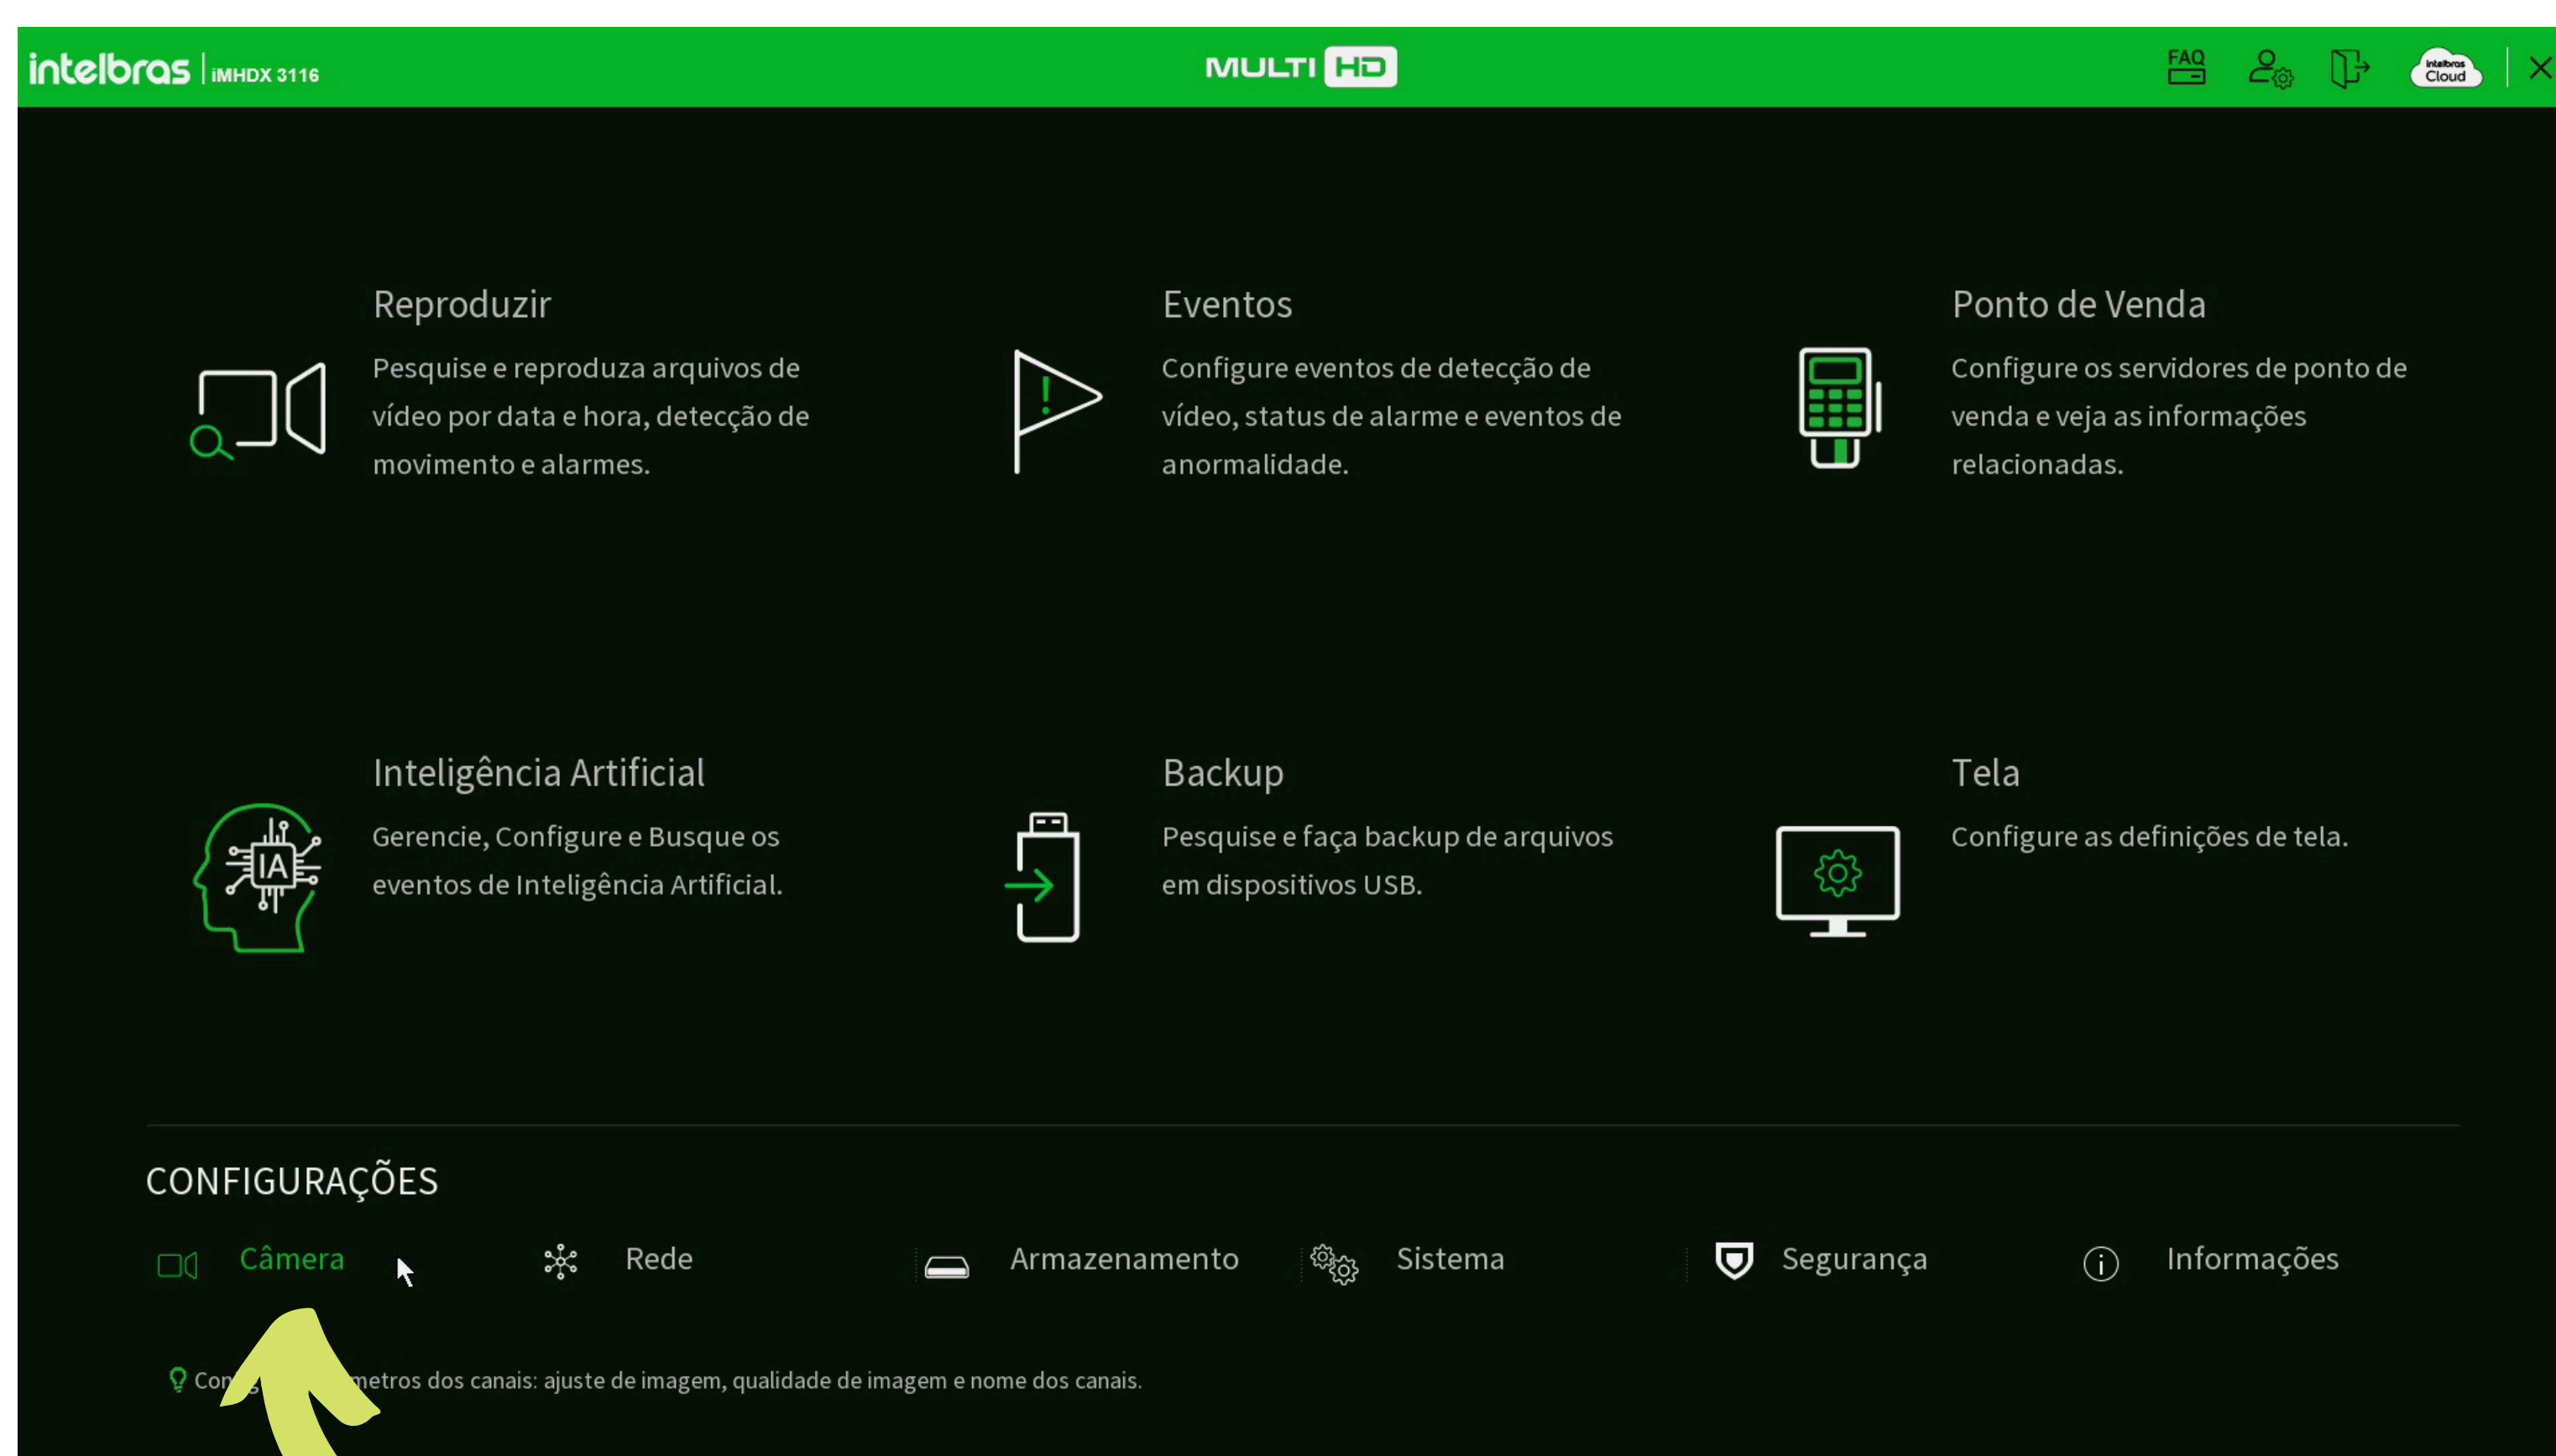 intelbras iMHDX 3116
MULTI HD
FAQ
intelbras
Cloud
Reproduzir
Pesquise e reproduza arquivos de
vídeo por data e hora, detecção de
movimento e alarmes.
Eventos
Configure eventos de detecção de
vídeo, status de alarme e eventos de
anormalidade.
Ponto de Venda
Configure os servidores de ponto de
venda e veja as informações
relacionadas.
Inteligência Artificial
IA
Gerencie, Configure e Busque os
eventos de Inteligência Artificial.
Backup
Pesquise e faça backup de arquivos
em dispositivos USB.
Tela
Configure as definições de tela.
CONFIGURAÇÕES
Câmera
Rede
Armazenamento
Sistema
Segurança
Informações
dos canais: ajuste de imagem, qualidade de imagem e nome dos canais.